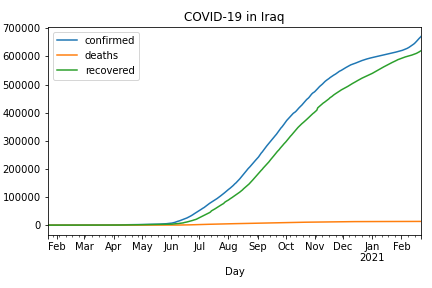 COVID-19 in Iraq
700000
600000
500000
400000
300000
200000
100000
0
confirmed
deaths
recovered
Feb Mar Apr May Jun Jul Aug Sep Oct Nov Dec Jan Feb
2021
Day